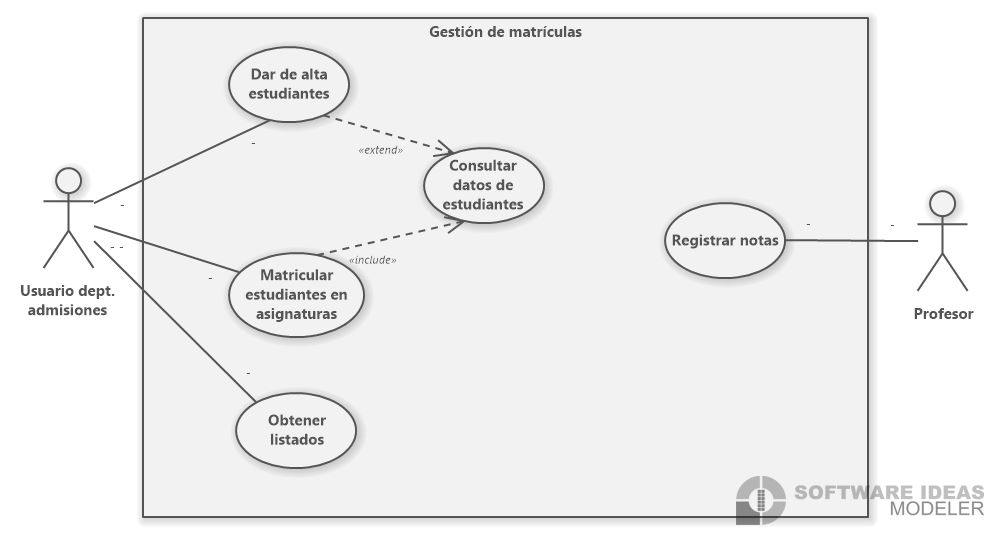 Gestión de matrículas
Dar de alta
estudiantes
«extend»
Consultar
datos de
estudiantes
Registrar notas
«include»
Matricular
estudiantes en
asignaturas
Usuario dept.
admisiones
Profesor
Obtener
listados
SOFTWARE IDEAS
MODELER